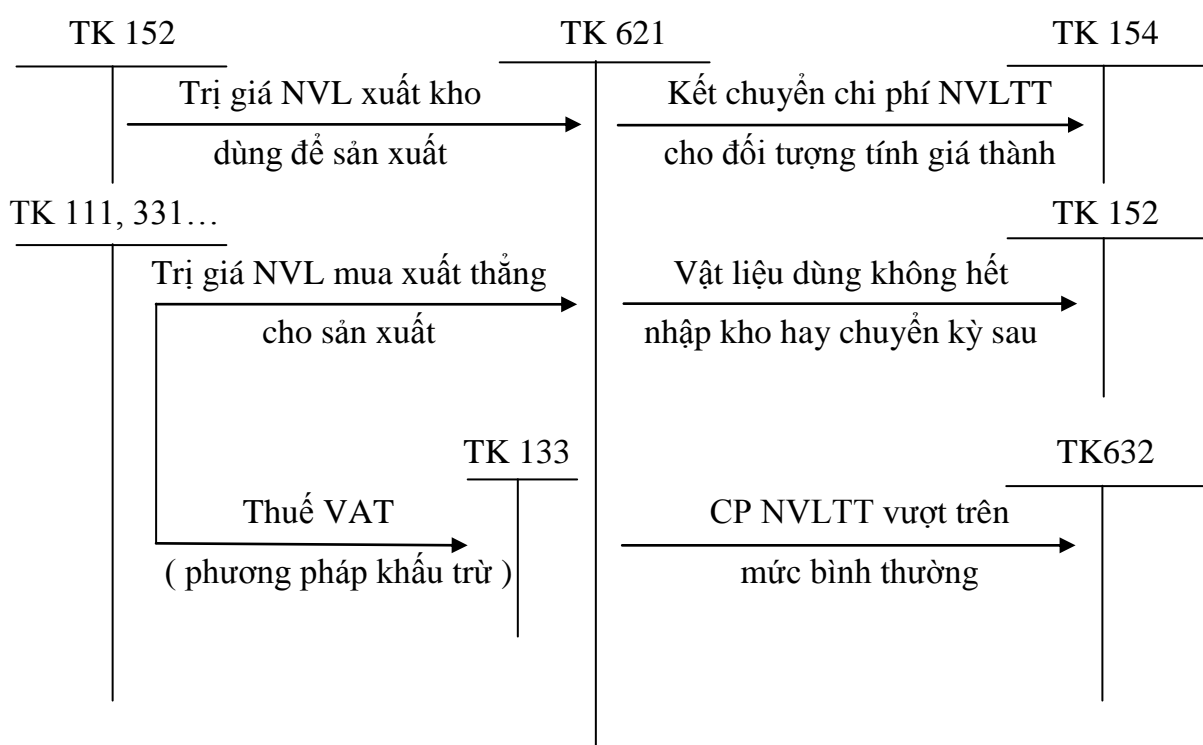 TK 152
TK 621
TK 154
Trị giá NVL xuất kho
dùng để sản xuất
Kết chuyển chi phí NVLTT
cho đối tượng tính giá thành
TK 111, 331…
TK 152
Trị giá NVL mua xuất thẳng
cho sản xuất
Vật liệu dùng không hết
nhập kho hay chuyển kỳ sau
TK 133
TK632
Thuế VAT
( phương pháp khấu trừ )
CP NVLTT vượt trên
mức bình thường